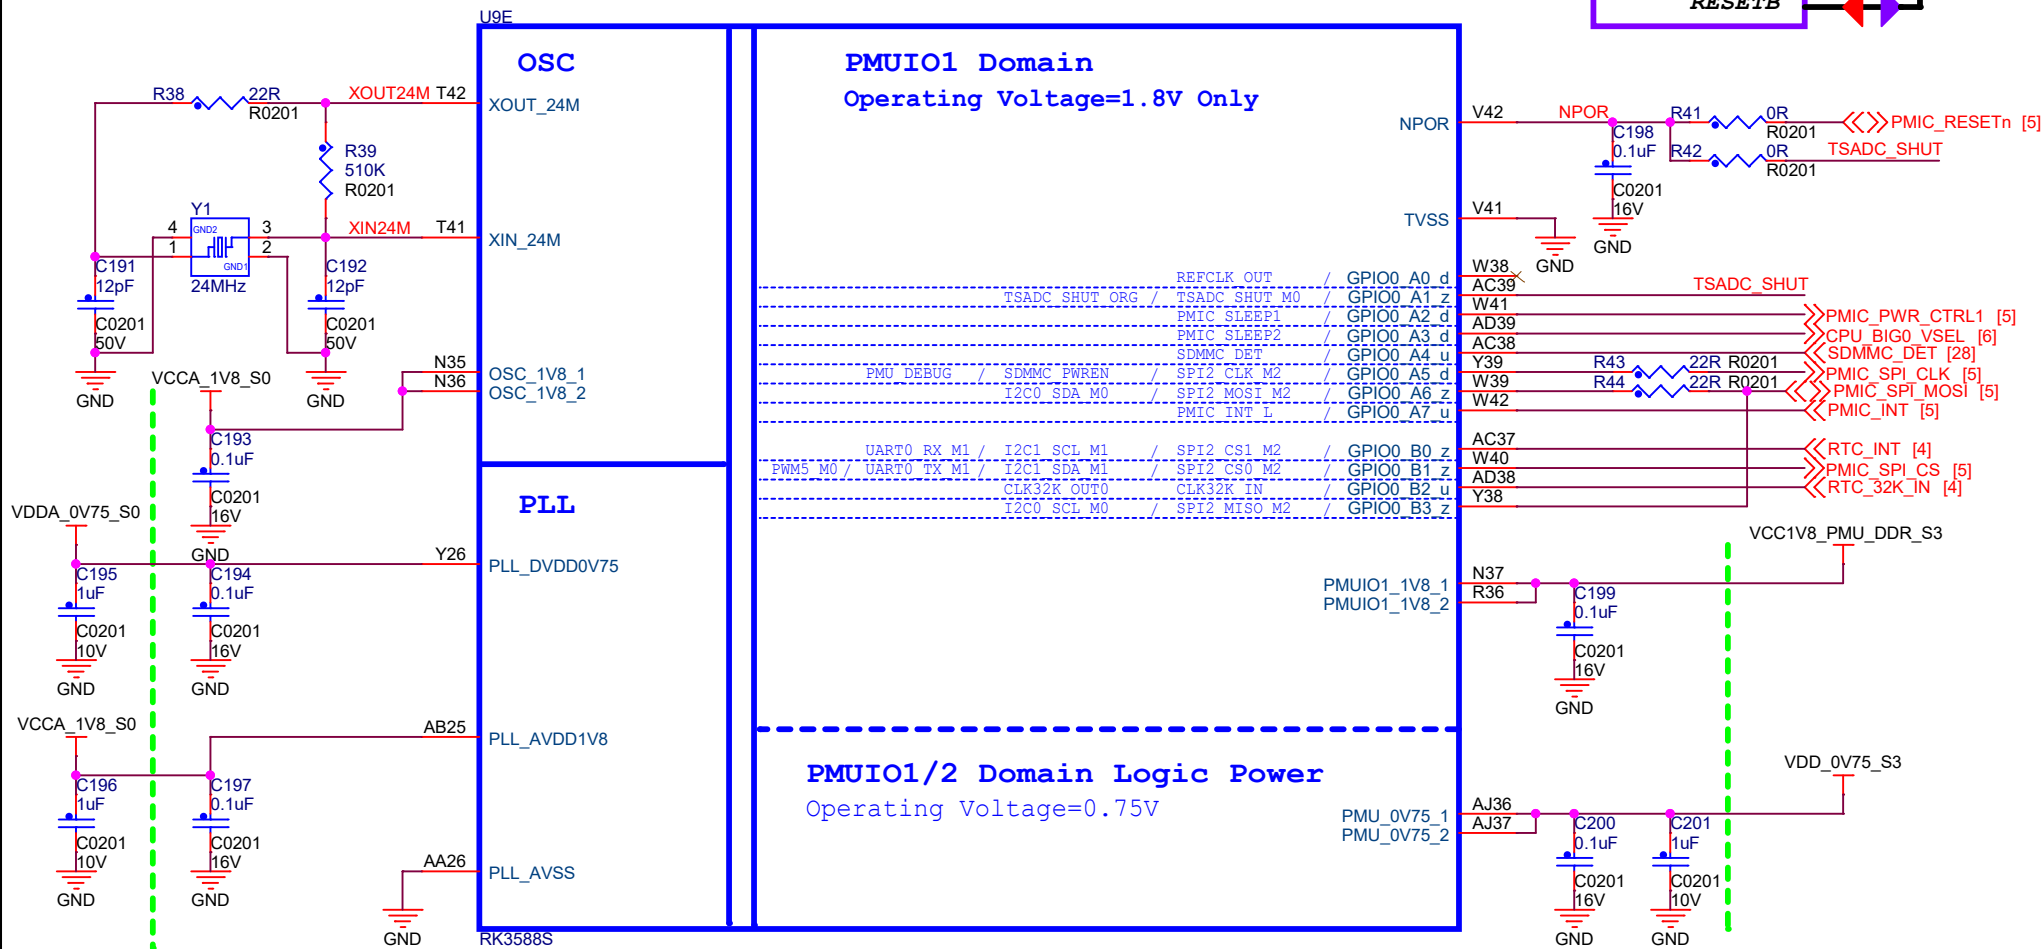 RESETB
U9E
OSC
PMUIO1 Domain
Operating Voltage=1.8V Only
R38 22R R0201 XOUT24M T42 XOUT_24M
R39 510K R0201
Y1 4 GND2 3 XIN24M T41 XIN_24M
1 GND1 2
24MHz
C191 12pF C0201 50V GND
C192 12pF C0201 50V GND
N35 OSC_1V8_1
N36 OSC_1V8_2
VCCA_1V8_S0
C193 0.1uF C0201 16V GND
PLL
VDDA_0V75_S0
Y26 PLL_DVDD0V75
C195 1uF C0201 10V GND
C194 0.1uF C0201 16V GND
VCCA_1V8_S0
AB25 PLL_AVDD1V8
C196 1uF C0201 10V GND
C197 0.1uF C0201 16V GND
AA26 PLL_AVSS
GND
RK3588S
NPOR V42 NPOR R41 0R R0201 PMIC_RESETn [5]
C198 0.1uF C0201 16V GND
R42 0R R0201 TSADC_SHUT
TVSS V41 GND
REFCLK_OUT / GPIO0_A0_d W38
TSADC_SHUT_ORG / TSADC_SHUT_M0 / GPIO0_A1_z AC39 TSADC_SHUT
PMIC_SLEEP1 / GPIO0_A2_d W41 PMIC_PWR_CTRL1 [5]
PMIC_SLEEP2 / GPIO0_A3_d AD39 CPU_BIG0_VSEL [6]
SDMMC_DET / GPIO0_A4_u AC38 SDMMC_DET [28]
PMU_DEBUG / SDMMC_PWREN / SPI2_CLK_M2 / GPIO0_A5_d Y39 R43 22R R0201 PMIC_SPI_CLK [5]
I2C0_SDA_M0 / SPI2_MOSI_M2 / GPIO0_A6_z W39 R44 22R R0201 PMIC_SPI_MOSI [5]
PMIC_INT_L / GPIO0_A7_u W42 PMIC_INT [5]
UART0_RX_M1 / I2C1_SCL_M1 / SPI2_CS1_M2 / GPIO0_B0_z AC37 RTC_INT [4]
PWM5_M0 / UART0_TX_M1 / I2C1_SDA_M1 / SPI2_CS0_M2 / GPIO0_B1_z W40 PMIC_SPI_CS [5]
CLK32K_OUT0 CLK32K_IN / GPIO0_B2_u AD38 RTC_32K_IN [4]
I2C0_SCL_M0 / SPI2_MISO_M2 / GPIO0_B3_z Y38
VCC1V8_PMU_DDR_S3
PMUIO1_1V8_1 N37
PMUIO1_1V8_2 R36
C199 0.1uF C0201 16V GND
PMUIO1/2 Domain Logic Power
Operating Voltage=0.75V
VDD_0V75_S3
PMU_0V75_1 AJ36
PMU_0V75_2 AJ37
C200 0.1uF C0201 16V GND
C201 1uF C0201 10V GND